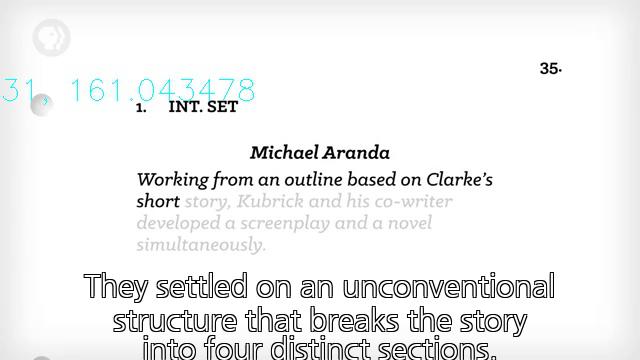 35.
31, 161.043478
1. INT. SET
Michael Aranda
Working from an outline based on Clarke's
short story, Kubrick and his co-writer
developed a screenplay and a novel
simultaneously.
They settled on an unconventional
structure that breaks the story
into four distinct sections.